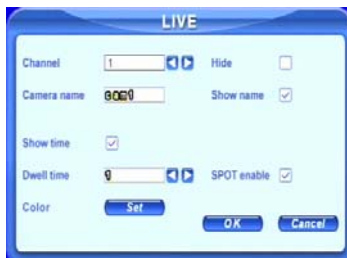 LIVE
Channel 1 Hide
Camera name Show name
Show time
Dwell time SPOT enable
Color Set
OK Cancel